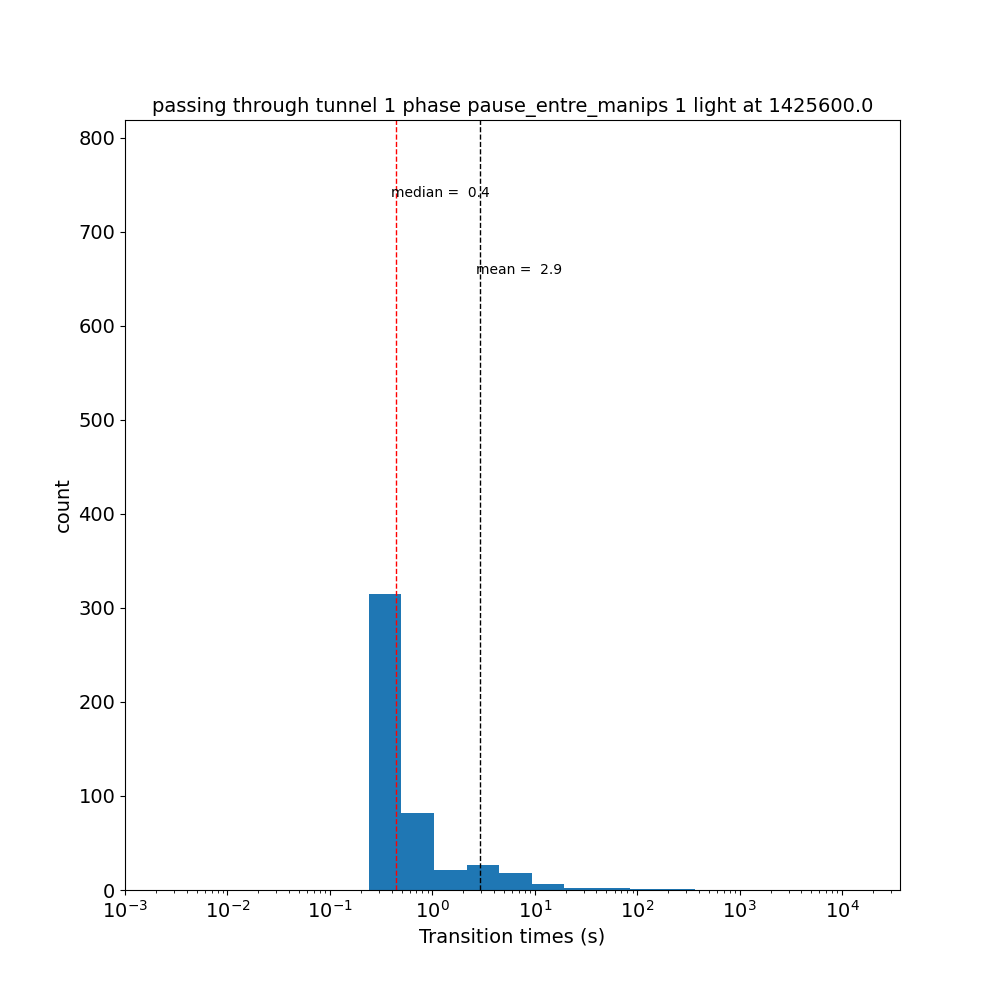 passing through tunnel 1 phase pause_entre_manips 1 light at 1425600.0
800
median =  0.4
700
mean =  2.9
600
500
400
count
300
200
100
0
10⁻³ 10⁻² 10⁻¹ 10⁰ 10¹ 10² 10³ 10⁴
Transition times (s)